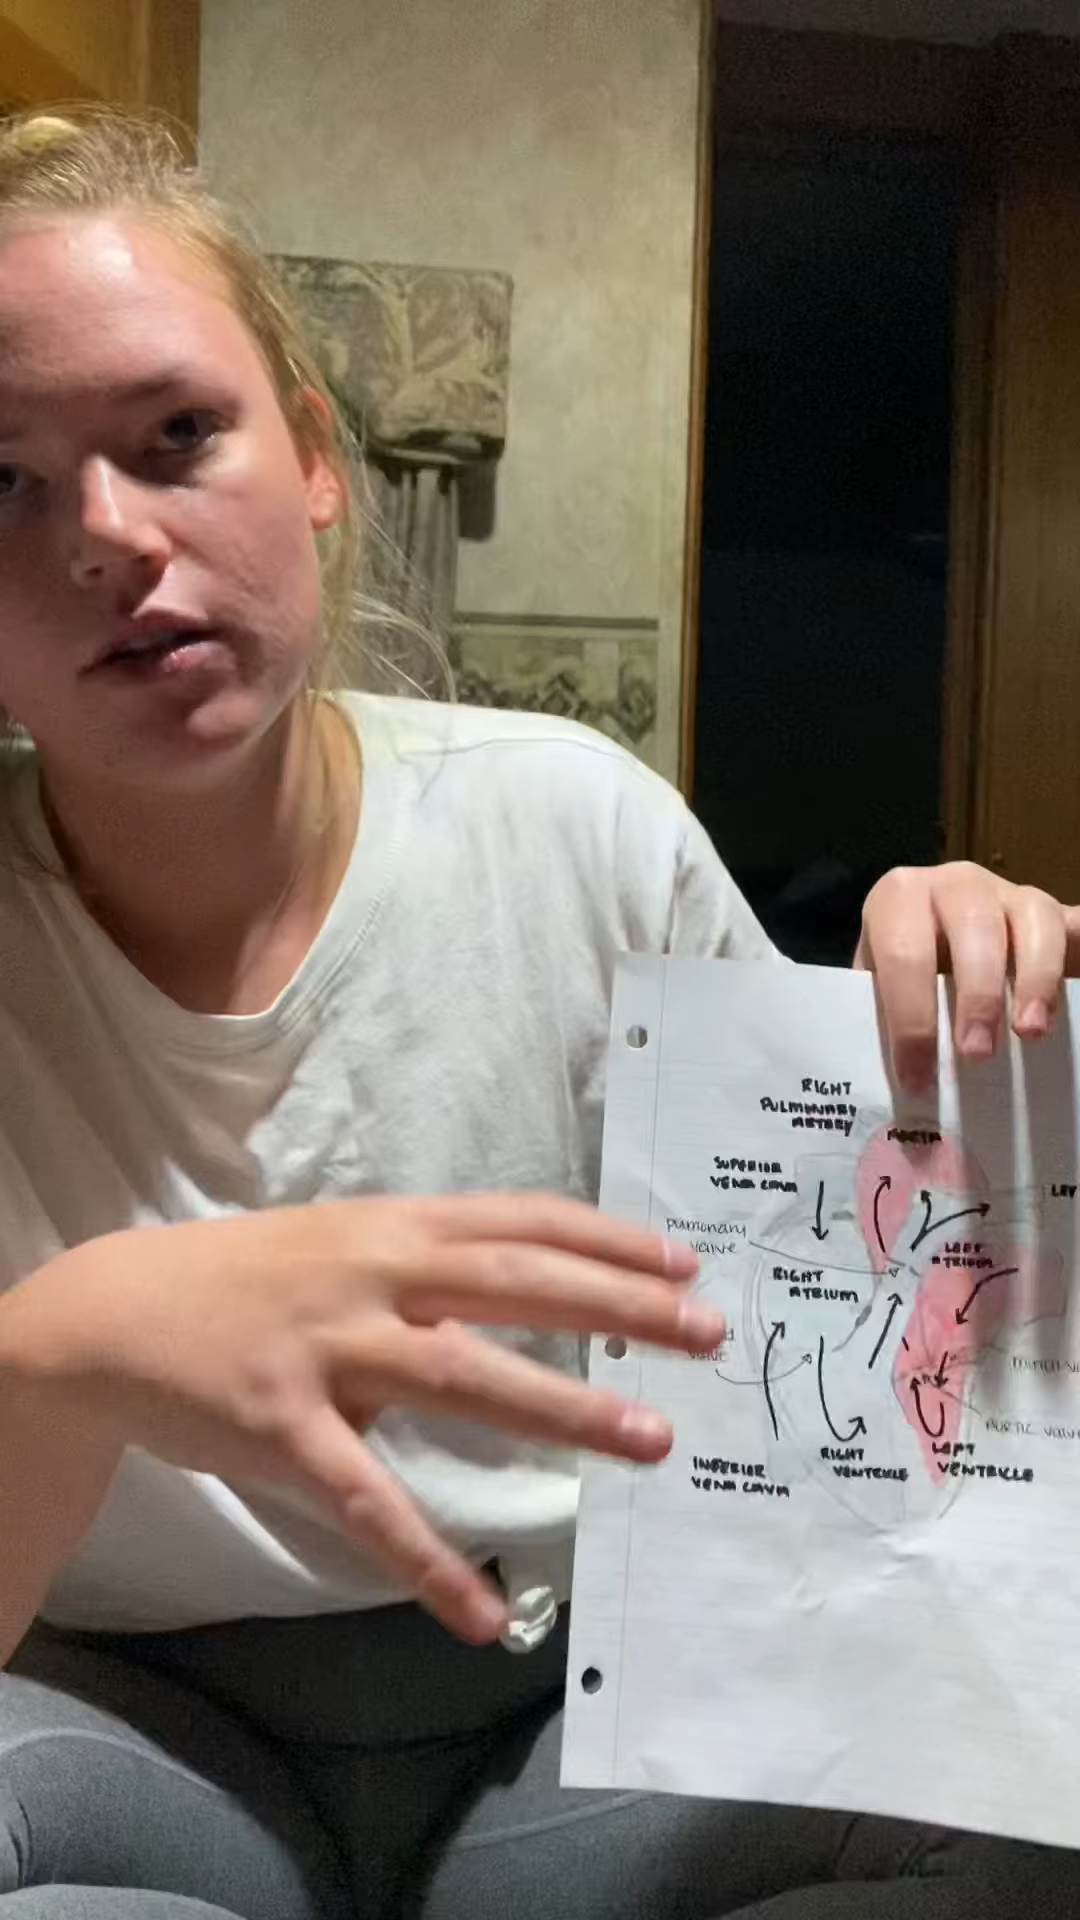 RIGHT
PULMONARY
ARTERY
AORTA
SUPERIOR
VENA CAVA
pulmonary
valve
LEFT
ATRIUM
RIGHT
ATRIUM
valve
AORTIC valve
INFERIOR
VENA CAVA
RIGHT
VENTRICLE
LEFT
VENTRICLE